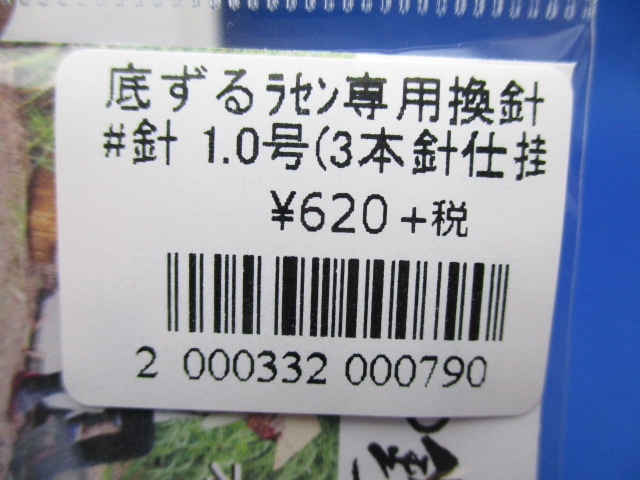 底ずるﾗｾﾝ専用換針
#針 1.0号(3本針仕掛
¥620+税
2 000332 000790